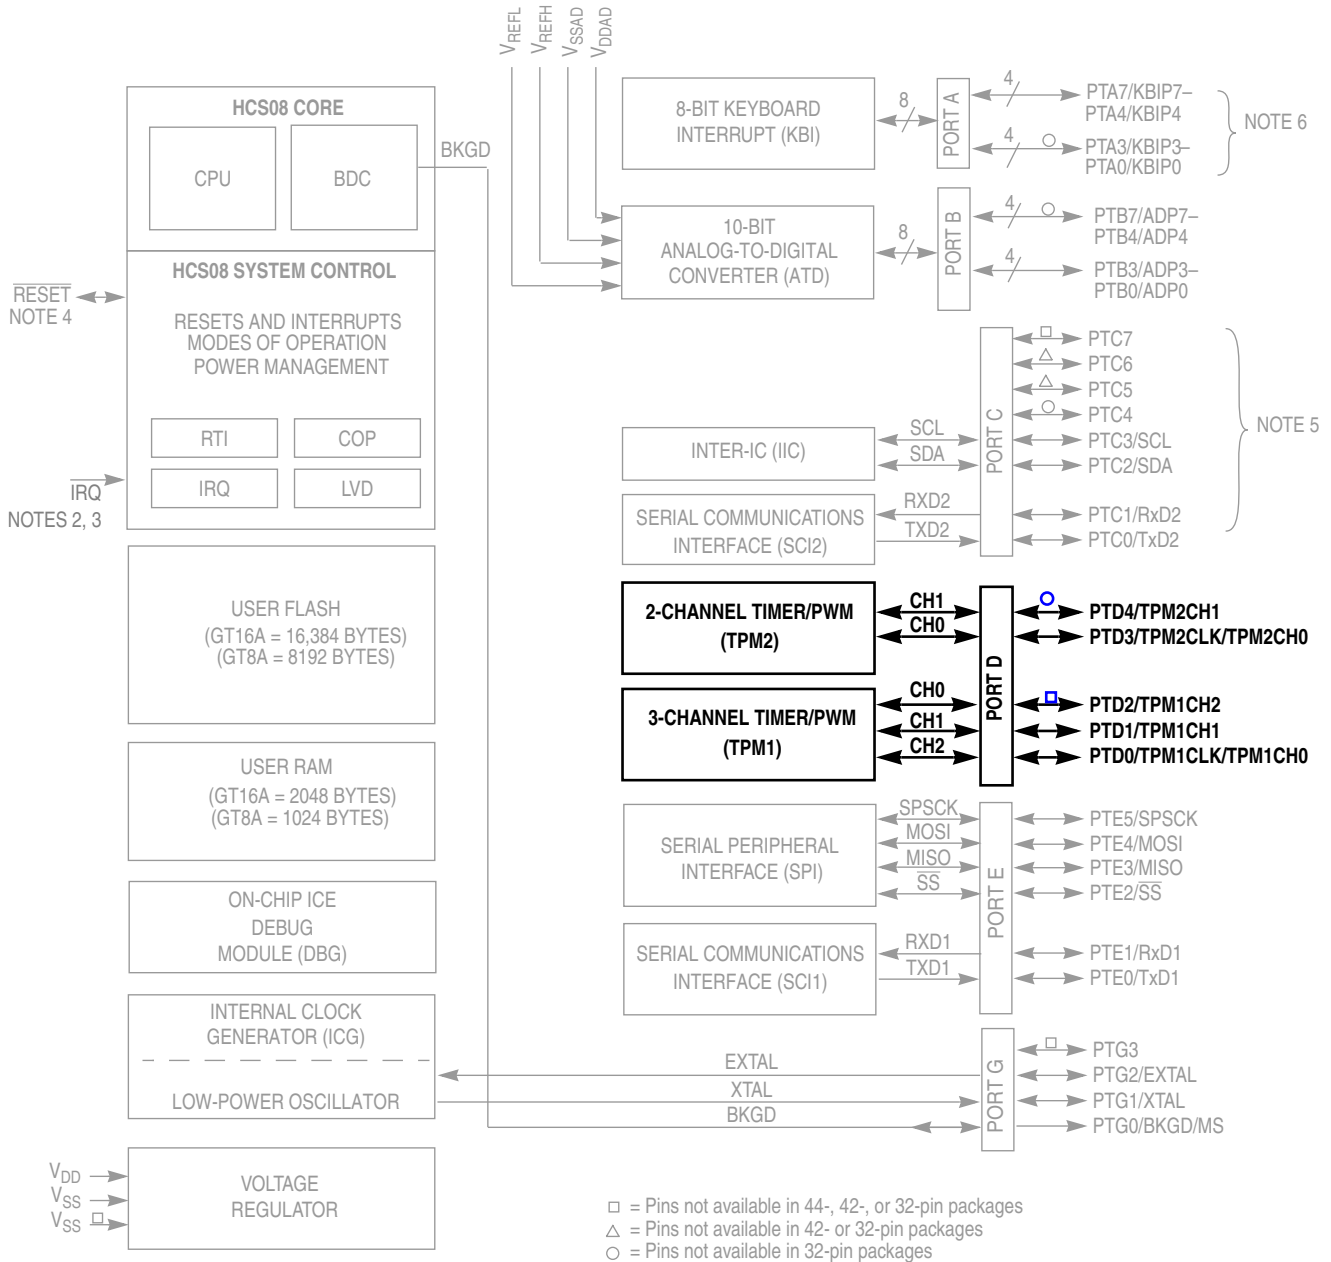 VREFL
VREFH
VSSAD
VDDAD
HCS08 CORE
CPU
BDC
BKGD
HCS08 SYSTEM CONTROL
RESET
NOTE 4
RESETS AND INTERRUPTS
MODES OF OPERATION
POWER MANAGEMENT
RTI
COP
IRQ
LVD
IRQ
NOTES 2, 3
USER FLASH
(GT16A = 16,384 BYTES)
(GT8A = 8192 BYTES)
USER RAM
(GT16A = 2048 BYTES)
(GT8A = 1024 BYTES)
ON-CHIP ICE
DEBUG
MODULE (DBG)
INTERNAL CLOCK
GENERATOR (ICG)
LOW-POWER OSCILLATOR
VDD
VSS
VSS
VOLTAGE
REGULATOR
8-BIT KEYBOARD
INTERRUPT (KBI)
8
PORT A
4
PTA7/KBIP7–
PTA4/KBIP4
4
PTA3/KBIP3–
PTA0/KBIP0
NOTE 6
10-BIT
ANALOG-TO-DIGITAL
CONVERTER (ATD)
8
PORT B
4
PTB7/ADP7–
PTB4/ADP4
4
PTB3/ADP3–
PTB0/ADP0
INTER-IC (IIC)
SCL
SDA
SERIAL COMMUNICATIONS
INTERFACE (SCI2)
RXD2
TXD2
PORT C
PTC7
PTC6
PTC5
PTC4
PTC3/SCL
PTC2/SDA
PTC1/RxD2
PTC0/TxD2
NOTE 5
2-CHANNEL TIMER/PWM
(TPM2)
CH1
CH0
3-CHANNEL TIMER/PWM
(TPM1)
CH0
CH1
CH2
PORT D
PTD4/TPM2CH1
PTD3/TPM2CLK/TPM2CH0
PTD2/TPM1CH2
PTD1/TPM1CH1
PTD0/TPM1CLK/TPM1CH0
SERIAL PERIPHERAL
INTERFACE (SPI)
SPSCK
MOSI
MISO
SS
SERIAL COMMUNICATIONS
INTERFACE (SCI1)
RXD1
TXD1
PORT E
PTE5/SPSCK
PTE4/MOSI
PTE3/MISO
PTE2/SS
PTE1/RxD1
PTE0/TxD1
EXTAL
XTAL
BKGD
PORT G
PTG3
PTG2/EXTAL
PTG1/XTAL
PTG0/BKGD/MS
□ = Pins not available in 44-, 42-, or 32-pin packages
△ = Pins not available in 42- or 32-pin packages
○ = Pins not available in 32-pin packages